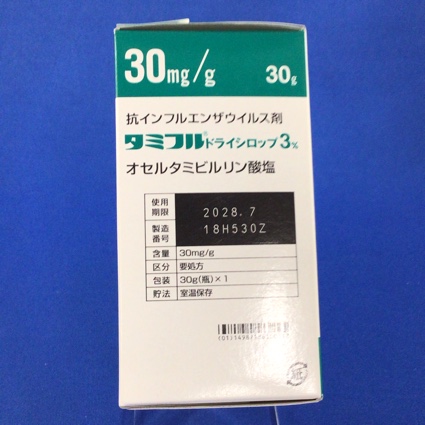 30mg/g 30g
抗インフルエンザウイルス剤
タミフル®ドライシロップ3%
オセルタミビルリン酸塩
使用期限 2028.7
製造番号 18H530Z
含量 30mg/g
区分 要処方
包装 30g(瓶)×1
貯法 室温保存
紙